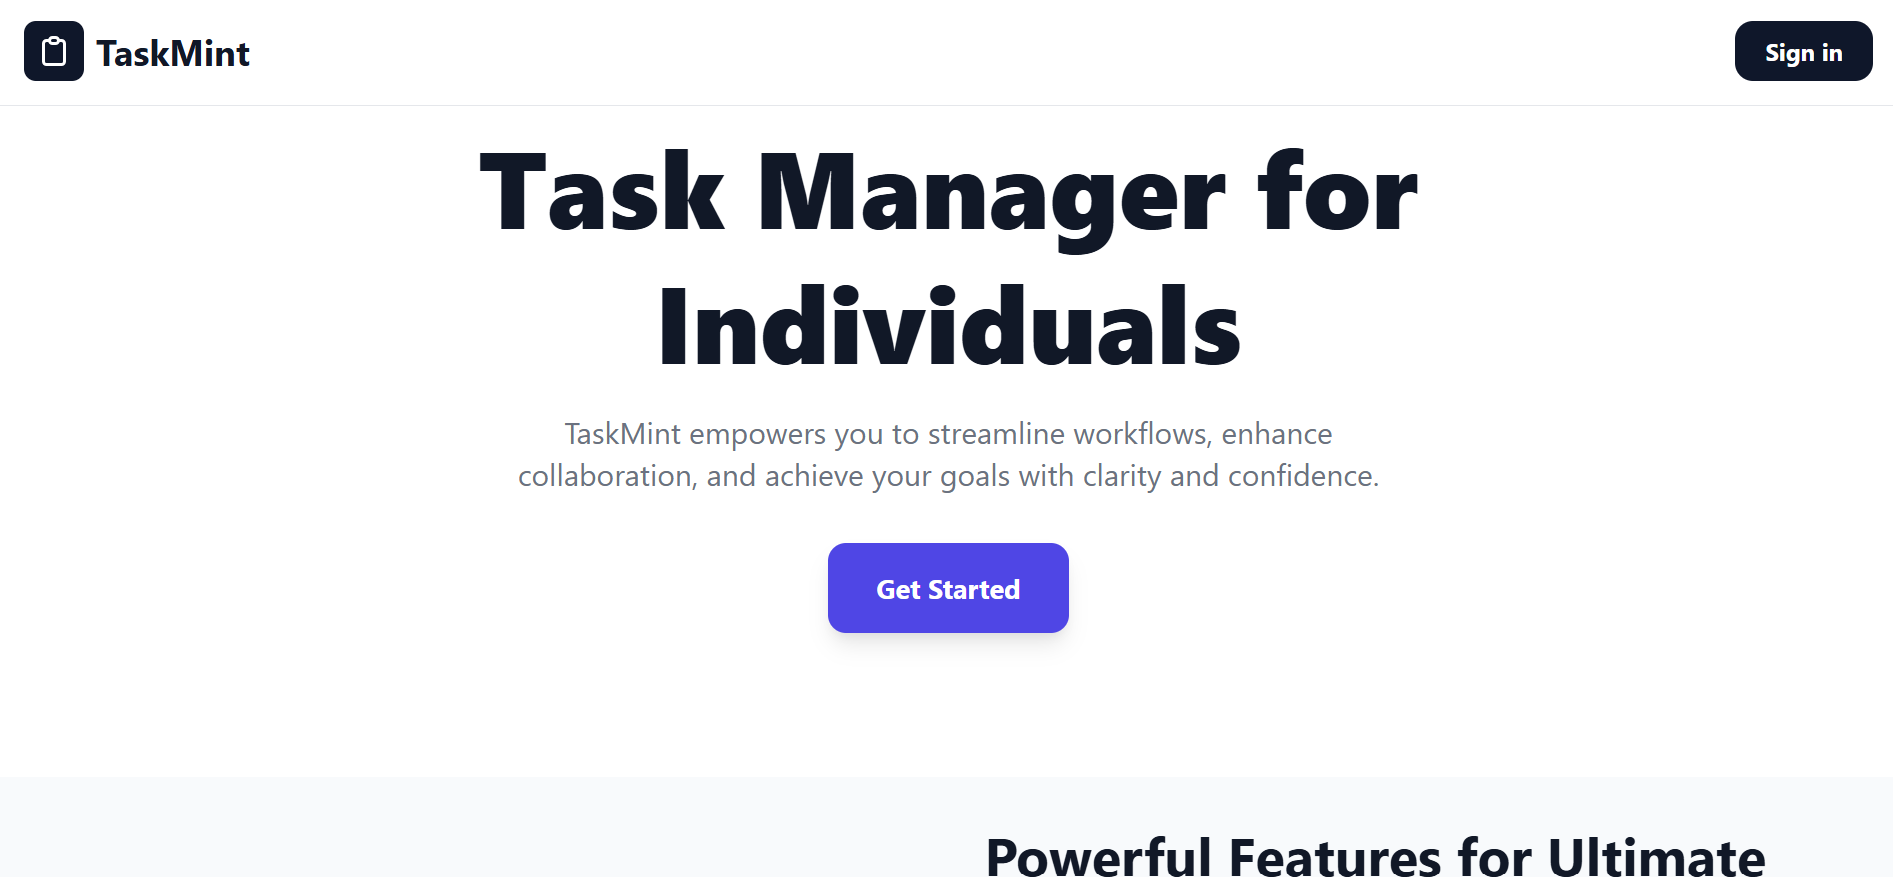 TaskMint
Sign in
Task Manager for
Individuals
TaskMint empowers you to streamline workflows, enhance
collaboration, and achieve your goals with clarity and confidence.
Get Started
Powerful Features for Ultimate